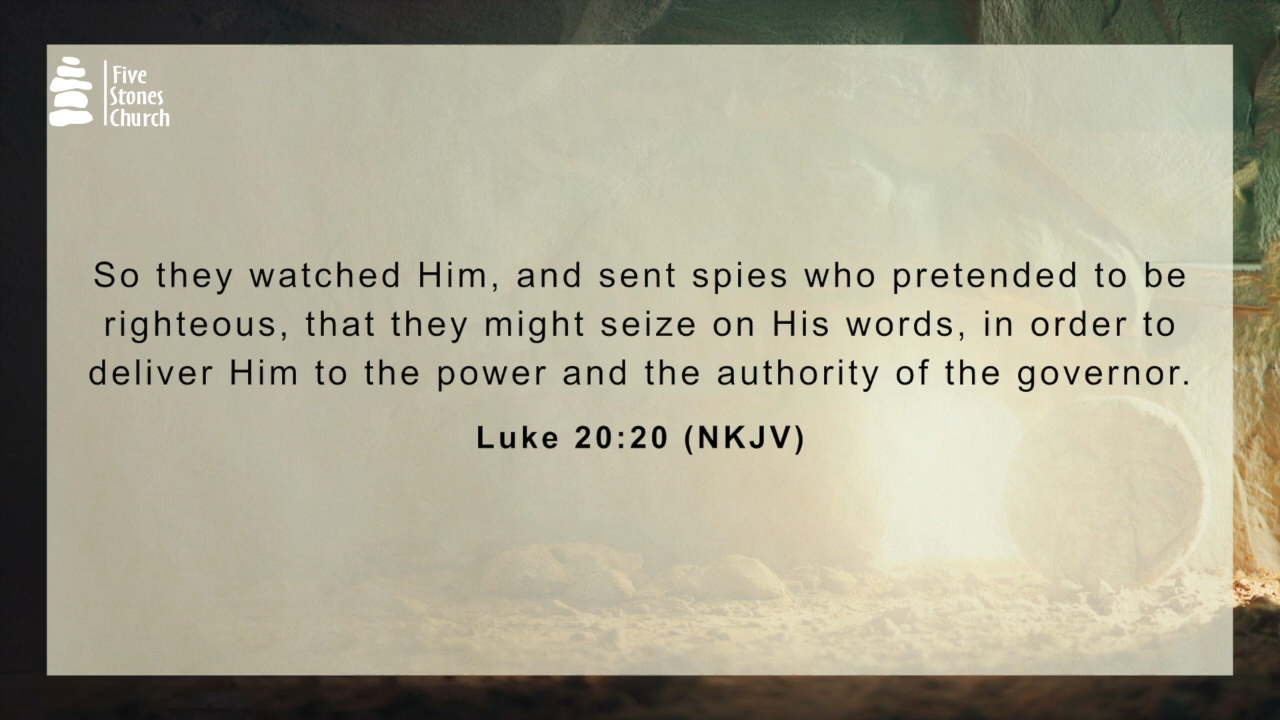 Five
Stones
Church
So they watched Him, and sent spies who pretended to be
righteous, that they might seize on His words, in order to
deliver Him to the power and the authority of the governor.
Luke 20:20 (NKJV)